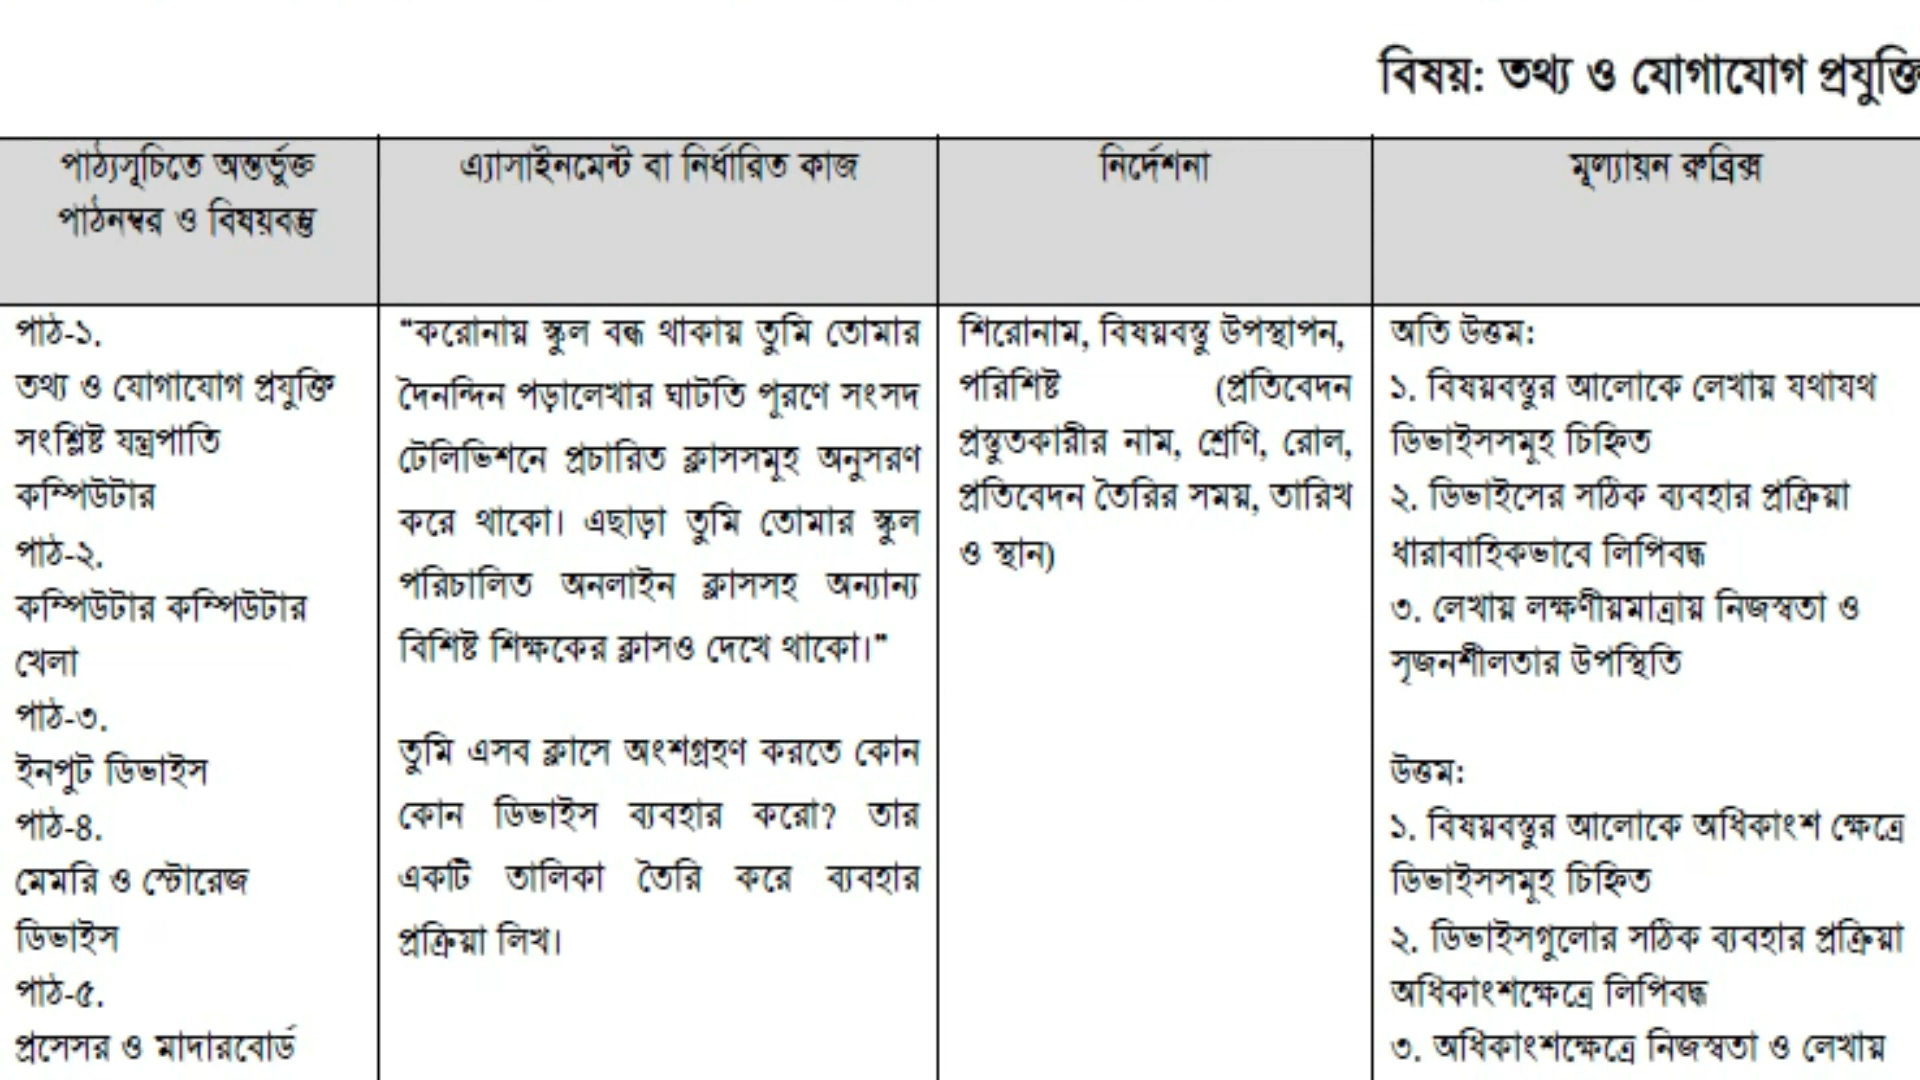 বিষয়: তথ্য ও যোগাযোগ প্রযুক্তি
পাঠ্যসূচিতে অন্তর্ভুক্ত
পাঠনম্বর ও বিষয়বস্তু
এ্যাসাইনমেন্ট বা নির্ধারিত কাজ
নির্দেশনা
মূল্যায়ন রুব্রিক্স
পাঠ-১.
তথ্য ও যোগাযোগ প্রযুক্তি
সংশ্লিষ্ট যন্ত্রপাতি
কম্পিউটার
পাঠ-২.
কম্পিউটার কম্পিউটার
খেলা
পাঠ-৩.
ইনপুট ডিভাইস
পাঠ-৪.
মেমরি ও স্টোরেজ
ডিভাইস
পাঠ-৫.
প্রসেসর ও মাদারবোর্ড
“করোনায় স্কুল বন্ধ থাকায় তুমি তোমার
দৈনন্দিন পড়ালেখার ঘাটতি পূরণে সংসদ
টেলিভিশনে প্রচারিত ক্লাসসমূহ অনুসরণ
করে থাকো। এছাড়া তুমি তোমার স্কুল
পরিচালিত অনলাইন ক্লাসসহ অন্যান্য
বিশিষ্ট শিক্ষকের ক্লাসও দেখে থাকো।”
তুমি এসব ক্লাসে অংশগ্রহণ করতে কোন
কোন ডিভাইস ব্যবহার করো? তার
একটি তালিকা তৈরি করে ব্যবহার
প্রক্রিয়া লিখ।
শিরোনাম, বিষয়বস্তু উপস্থাপন,
পরিশিষ্ট (প্রতিবেদন
প্রস্তুতকারীর নাম, শ্রেণি, রোল,
প্রতিবেদন তৈরির সময়, তারিখ
ও স্থান)
অতি উত্তম:
১. বিষয়বস্তুর আলোকে লেখায় যথাযথ
ডিভাইসসমূহ চিহ্নিত
২. ডিভাইসের সঠিক ব্যবহার প্রক্রিয়া
ধারাবাহিকভাবে লিপিবদ্ধ
৩. লেখায় লক্ষণীয়মাত্রায় নিজস্বতা ও
সৃজনশীলতার উপস্থিতি
উত্তম:
১. বিষয়বস্তুর আলোকে অধিকাংশ ক্ষেত্রে
ডিভাইসসমূহ চিহ্নিত
২. ডিভাইসগুলোর সঠিক ব্যবহার প্রক্রিয়া
অধিকাংশক্ষেত্রে লিপিবদ্ধ
৩. অধিকাংশক্ষেত্রে নিজস্বতা ও লেখায়